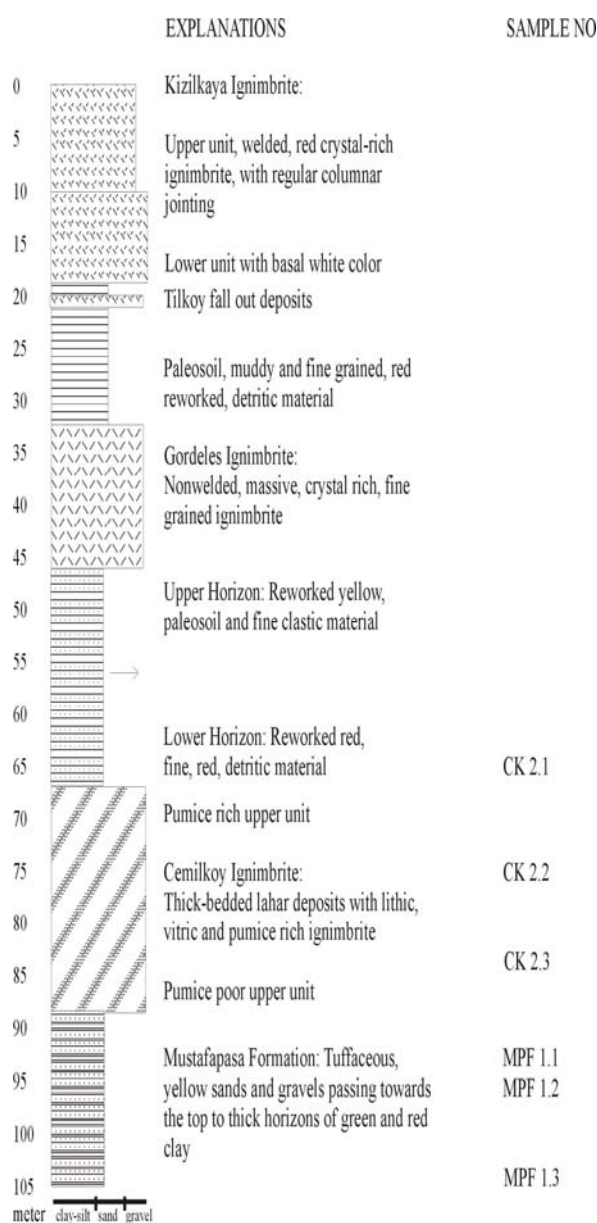 EXPLANATIONS SAMPLE NO
0 Kizilkaya Ignimbrite:
5 Upper unit, welded, red crystal-rich
ignimbrite, with regular columnar
10 jointing
15 Lower unit with basal white color
20 Tilkoy fall out deposits
25 Paleosoil, muddy and fine grained, red
30 reworked, detritic material
35 Gordeles Ignimbrite:
Nonwelded, massive, crystal rich, fine
40 grained ignimbrite
45
50 Upper Horizon: Reworked yellow,
paleosoil and fine clastic material
55
60 Lower Horizon: Reworked red,
65 fine, red, detritic material CK 2.1
70 Pumice rich upper unit
75 Cemilkoy Ignimbrite: CK 2.2
Thick-bedded lahar deposits with lithic,
80 vitric and pumice rich ignimbrite
85 CK 2.3
Pumice poor upper unit
90
Mustafapasa Formation: Tuffaceous, MPF 1.1
95 yellow sands and gravels passing towards MPF 1.2
the top to thick horizons of green and red
100 clay
105 MPF 1.3
meter clay-silt sand gravel